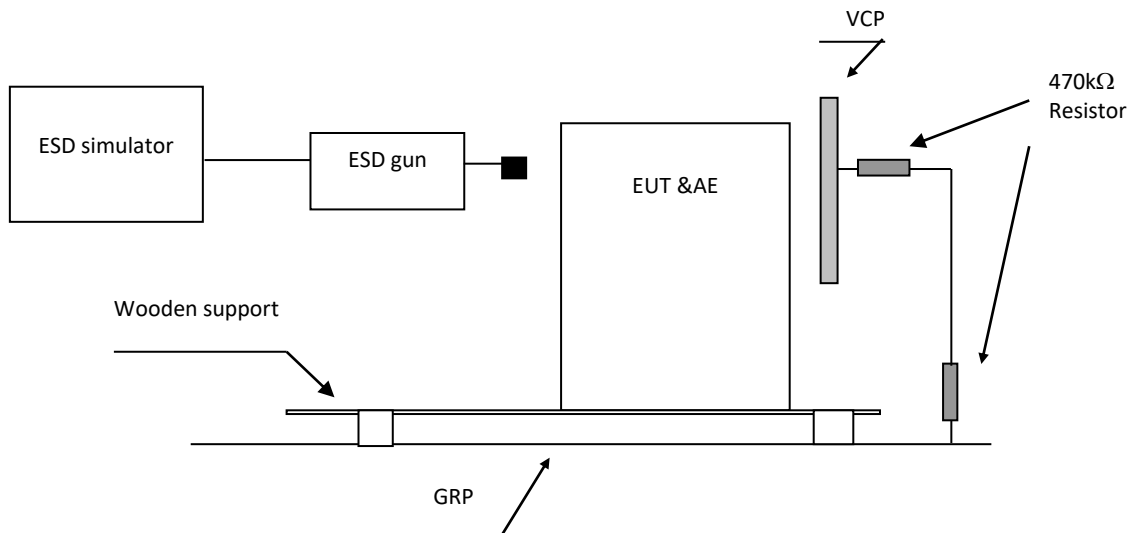 VCP
470kΩ
Resistor
ESD simulator
ESD gun
EUT &AE
Wooden support
GRP